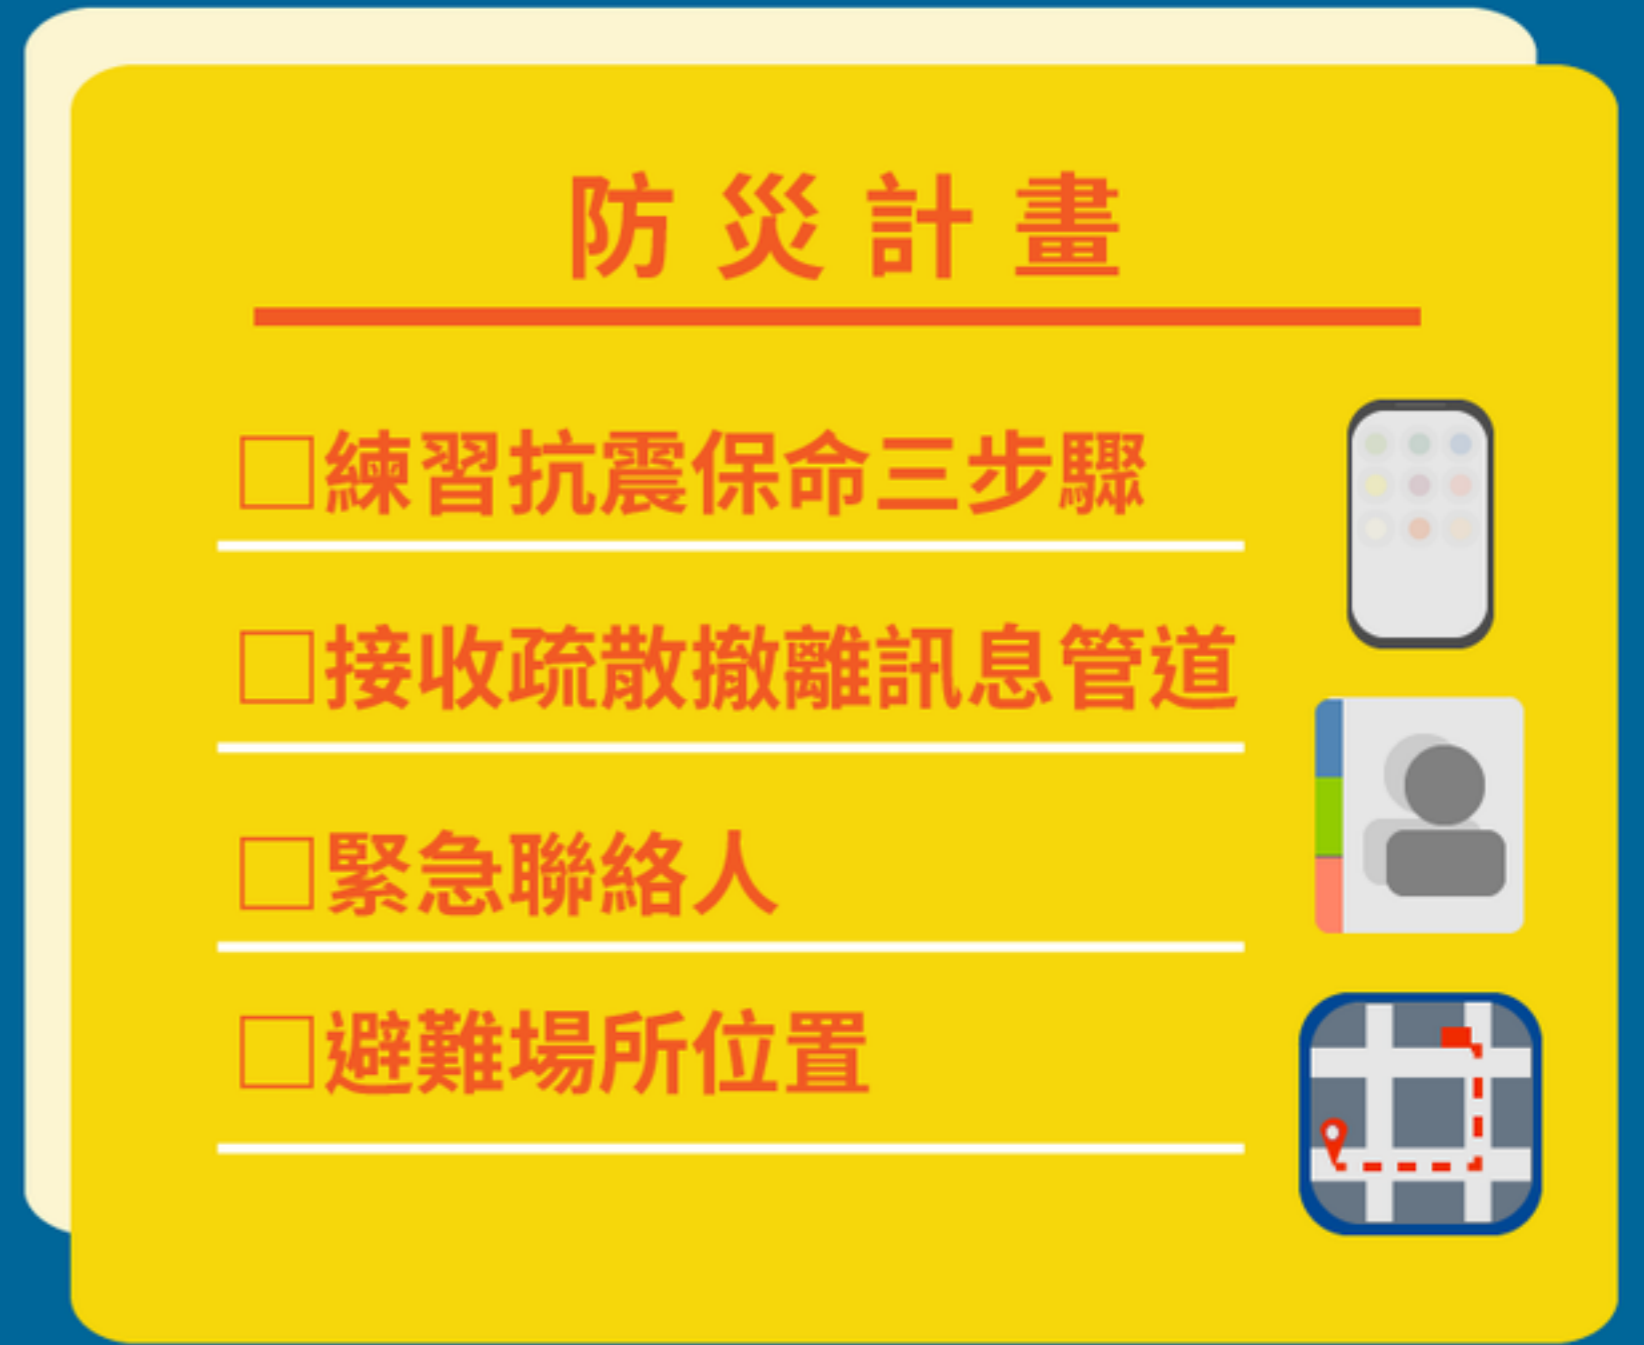 防災計畫
□練習抗震保命三步驟
□接收疏散撤離訊息管道
□緊急聯絡人
□避難場所位置